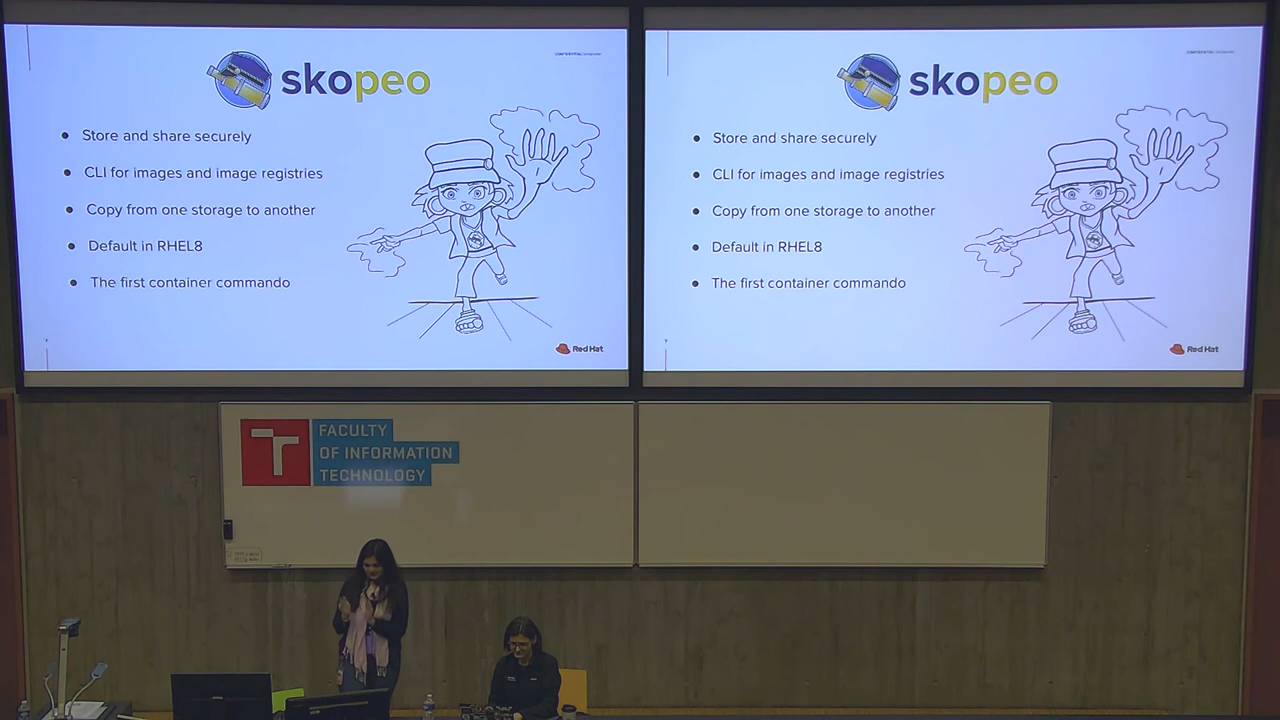 skopeo
Store and share securely
CLI for images and image registries
Copy from one storage to another
Default in RHEL8
The first container commando
Red Hat
skopeo
Store and share securely
CLI for images and image registries
Copy from one storage to another
Default in RHEL8
The first container commando
Red Hat
FACULTY
OF INFORMATION
TECHNOLOGY